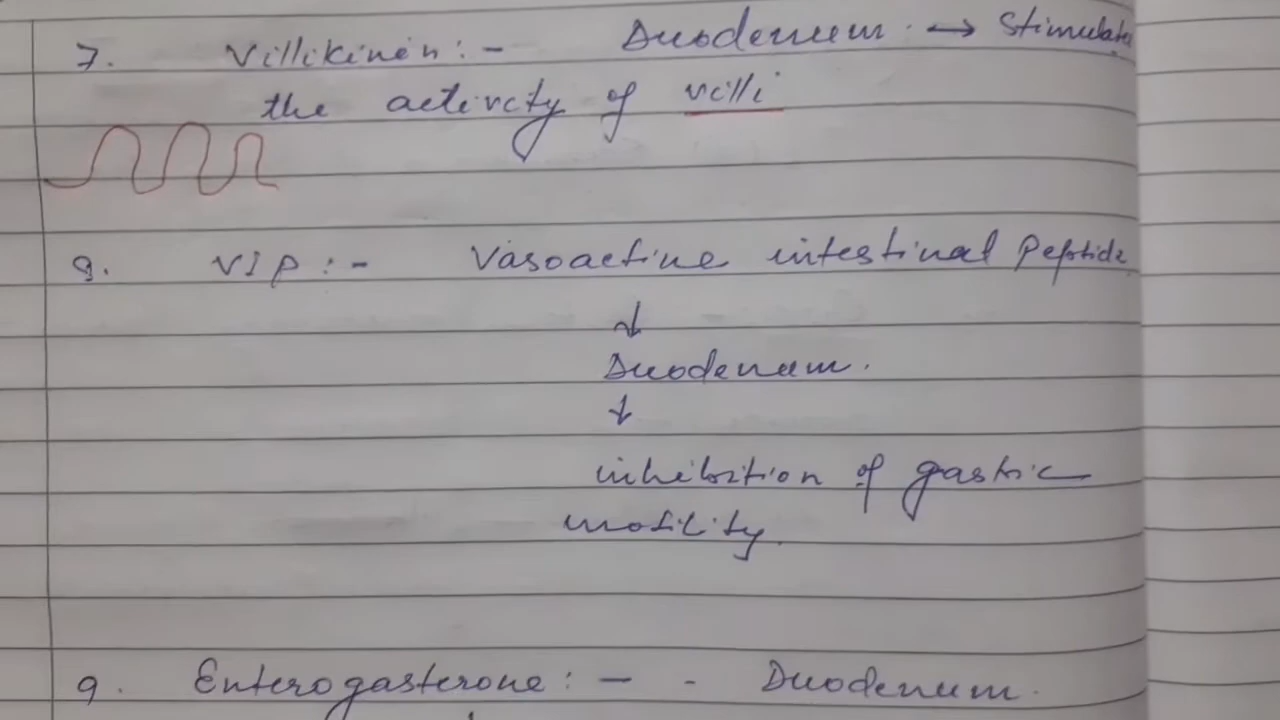 7. Villikinin :- Duodenum. → Stimulates
the activity of villi
8. VIP :- Vasoactive intestinal Peptide
↓
Duodenum.
↓
inhibition of gastric
motility.
9. Enterogasterone : - - Duodenum.